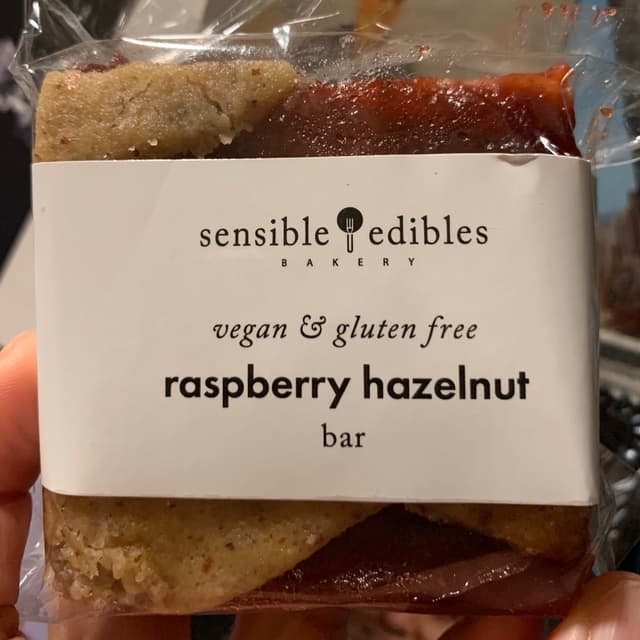 sensible edibles
BAKERY
vegan & gluten free
raspberry hazelnut
bar